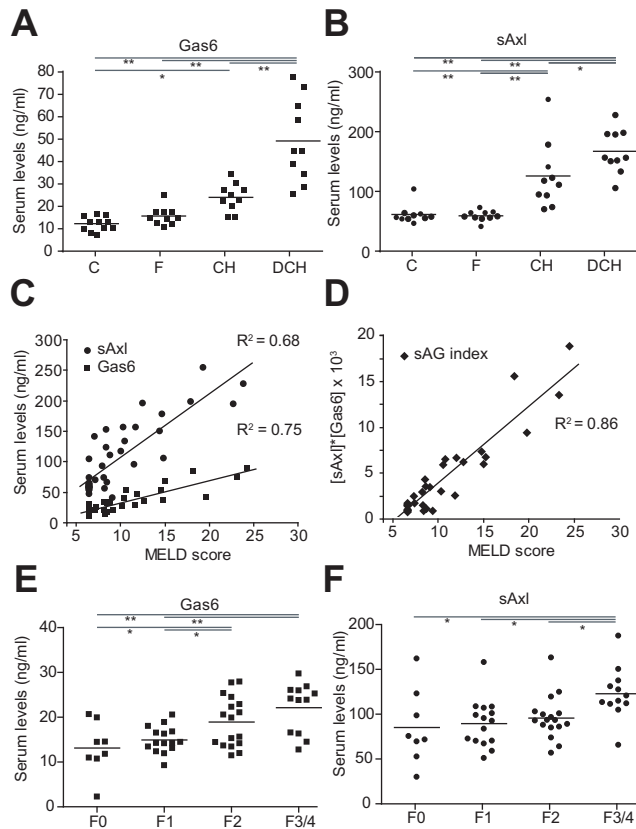 A
Gas6
**
**
**
*
Serum levels (ng/ml)
80
70
60
50
40
30
20
10
0
C
F
CH
DCH
B
sAxl
**
**
*
**
**
Serum levels (ng/ml)
300
200
100
0
C
F
CH
DCH
C
sAxl
Gas6
R² = 0.68
R² = 0.75
Serum levels (ng/ml)
300
250
200
150
100
50
0
5
10
15
20
25
30
MELD score
D
sAG index
R² = 0.86
[sAxl]*[Gas6] x 10³
20
15
10
5
0
5
10
15
20
25
30
MELD score
E
Gas6
**
**
*
*
Serum levels (ng/ml)
40
30
20
10
0
F0
F1
F2
F3/4
F
sAxl
*
*
*
Serum levels (ng/ml)
200
150
100
50
0
F0
F1
F2
F3/4